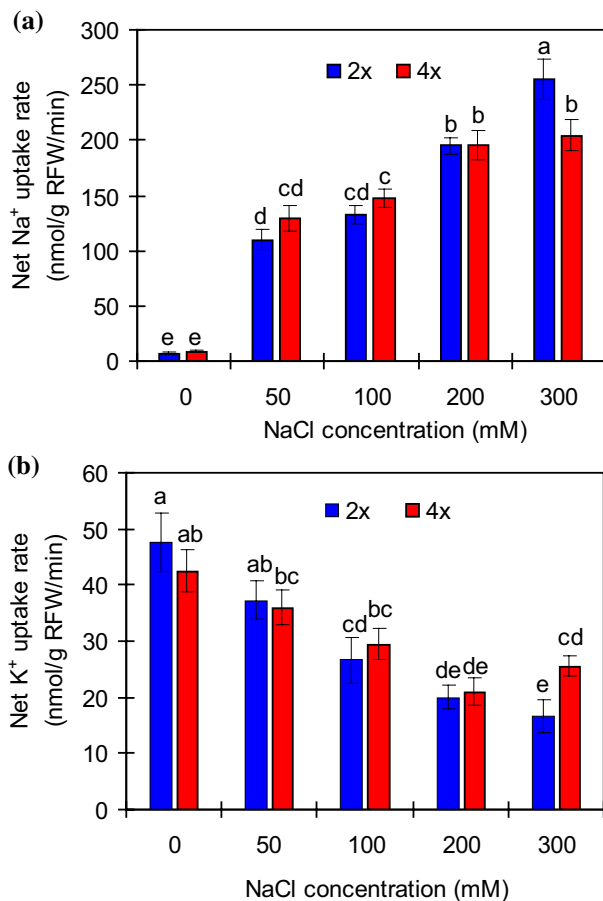 (a)
Net Na⁺ uptake rate
(nmol/g RFW/min)
300
250
200
150
100
50
0
2x 4x
e e d cd cd c b b a b
0 50 100 200 300
NaCl concentration (mM)
(b)
Net K⁺ uptake rate
(nmol/g RFW/min)
60
50
40
30
20
10
0
2x 4x
a ab ab bc cd bc de de e cd
0 50 100 200 300
NaCl concentration (mM)